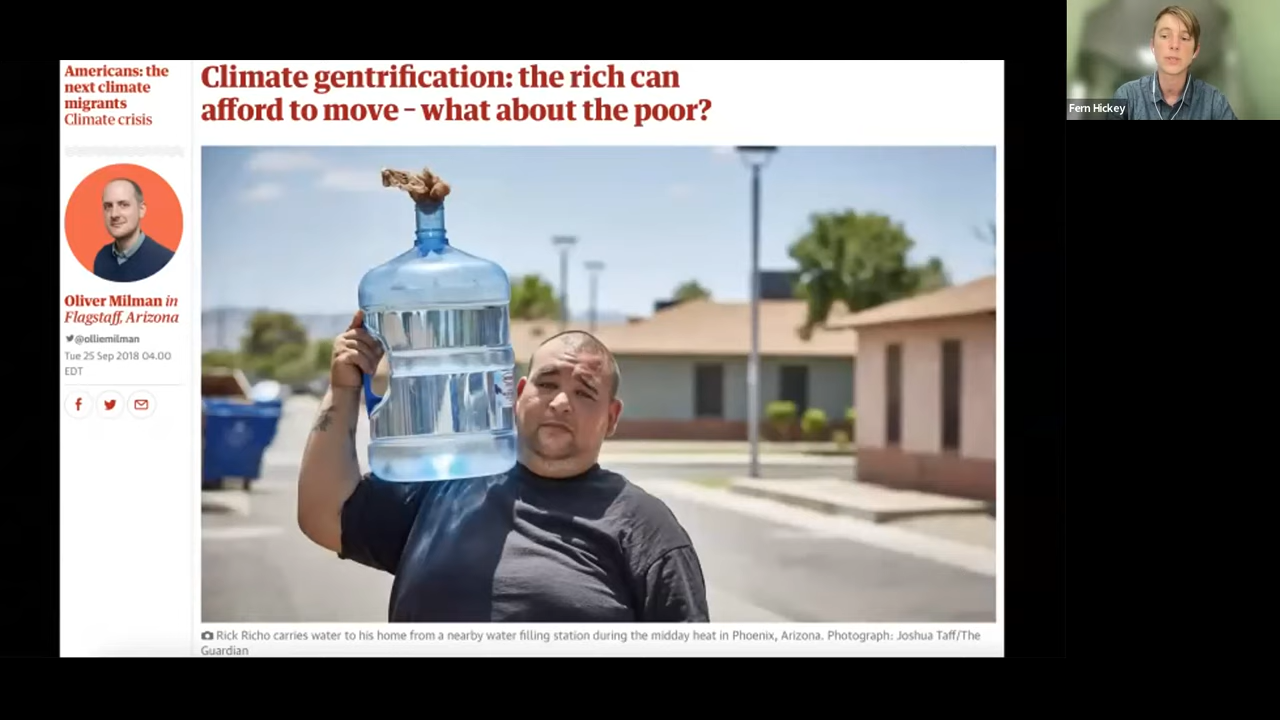 Americans: the
next climate
migrants
Climate crisis
Oliver Milman in
Flagstaff, Arizona
@olliemilman
Tue 25 Sep 2018 04.00
EDT
Climate gentrification: the rich can
afford to move – what about the poor?
Rick Richo carries water to his home from a nearby water filling station during the midday heat in Phoenix, Arizona. Photograph: Joshua Taff/The
Guardian
Fern Hickey